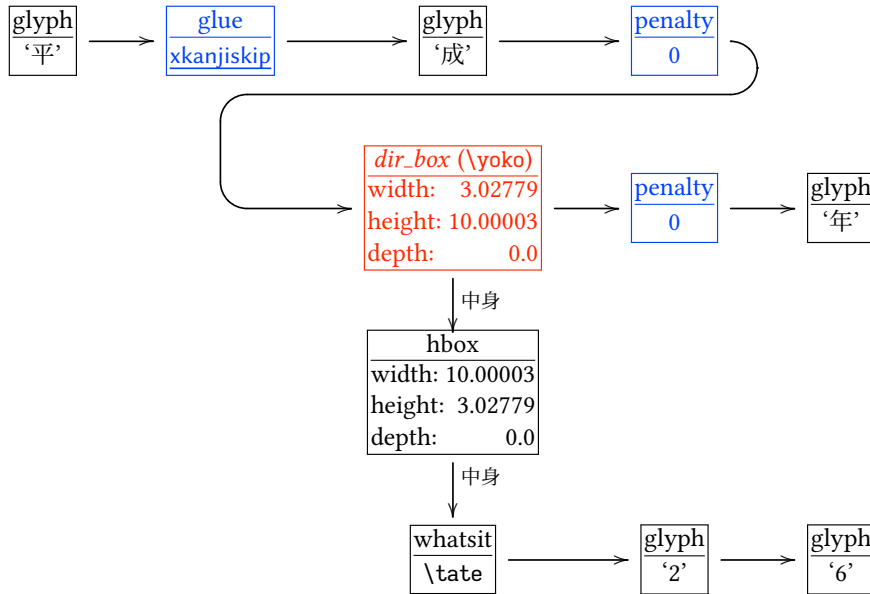 glyph
‘平’
glue
xkanjiskip
glyph
‘成’
penalty
0
dir_box (\yoko)
width: 3.02779
height: 10.00003
depth: 0.0
penalty
0
glyph
‘年’
中身
hbox
width: 10.00003
height: 3.02779
depth: 0.0
中身
whatsit
\tate
glyph
‘2’
glyph
‘6’